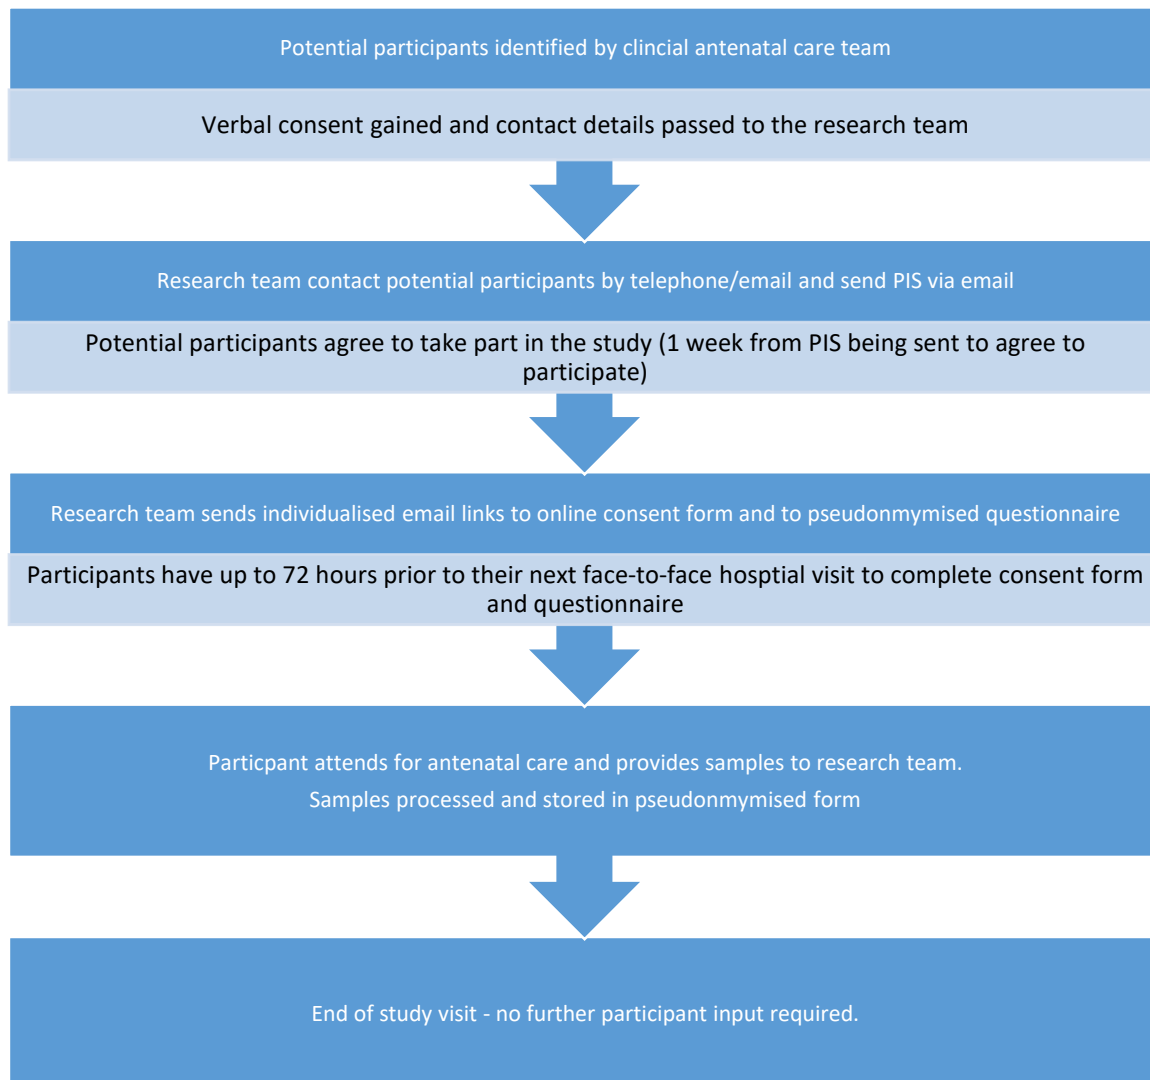 Potential participants identified by clincial antenatal care team
Verbal consent gained and contact details passed to the research team
Research team contact potential participants by telephone/email and send PIS via email
Potential participants agree to take part in the study (1 week from PIS being sent to agree to
participate)
Research team sends individualised email links to online consent form and to pseudonmymised questionnaire
Participants have up to 72 hours prior to their next face-to-face hosptial visit to complete consent form
and questionnaire
Particpant attends for antenatal care and provides samples to research team.
Samples processed and stored in pseudonmymised form
End of study visit - no further participant input required.